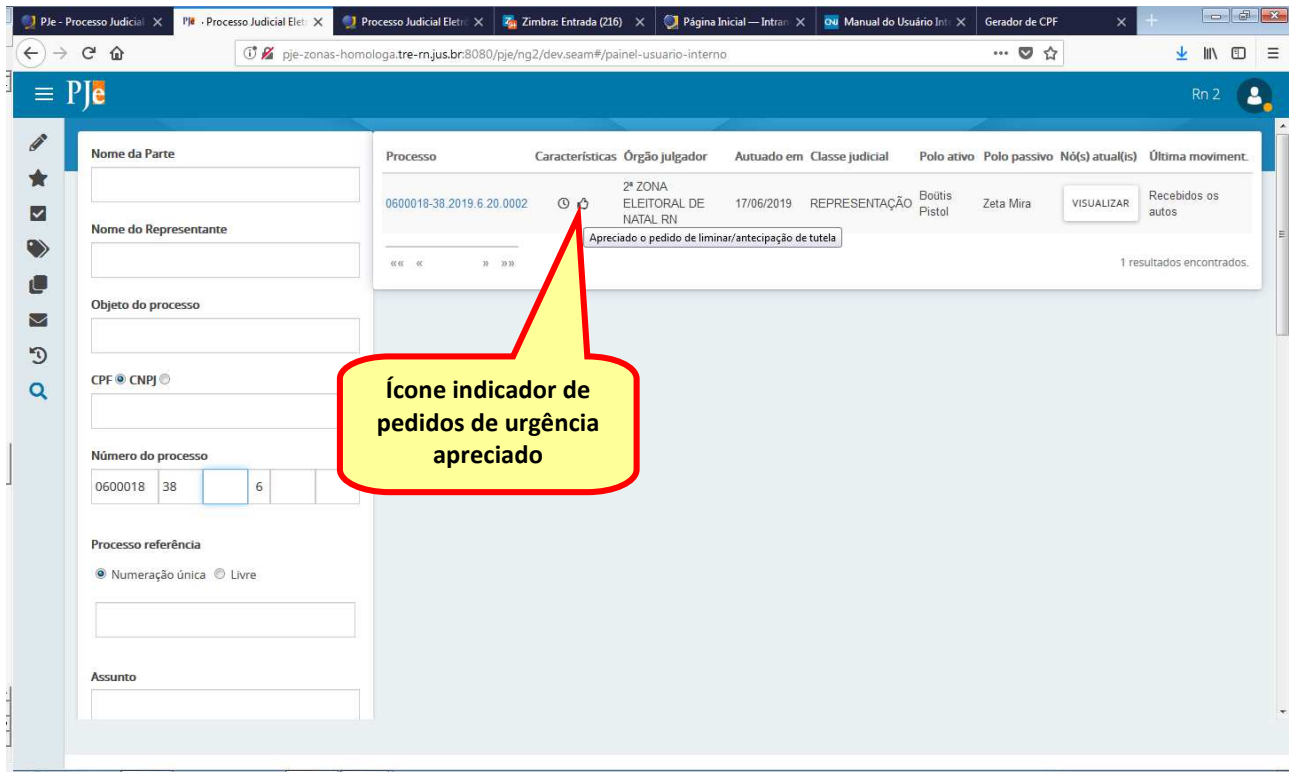 PJe - Processo Judicial
PJe · Processo Judicial Eletr
Processo Judicial Eletr
Zimbra: Entrada (216)
Página Inicial — Intran
CNJ Manual do Usuário Int
Gerador de CPF
pje-zonas-homologa.tre-rn.jus.br:8080/pje/ng2/dev.seam#/painel-usuario-interno
PJe
Rn 2
Nome da Parte
Nome do Representante
Objeto do processo
CPF CNPJ
Número do processo
0600018 38 6
Processo referência
Numeração única Livre
Assunto
Processo Características Órgão julgador Autuado em Classe judicial Polo ativo Polo passivo Nó(s) atual(is) Última moviment.
0600018-38.2019.6.20.0002
2ª ZONA
ELEITORAL DE
NATAL RN
17/06/2019
REPRESENTAÇÃO
Boütis
Pistol
Zeta Mira
VISUALIZAR
Recebidos os
autos
Apreciado o pedido de liminar/antecipação de tutela
«« « » »»
1 resultados encontrados.
Ícone indicador de
pedidos de urgência
apreciado